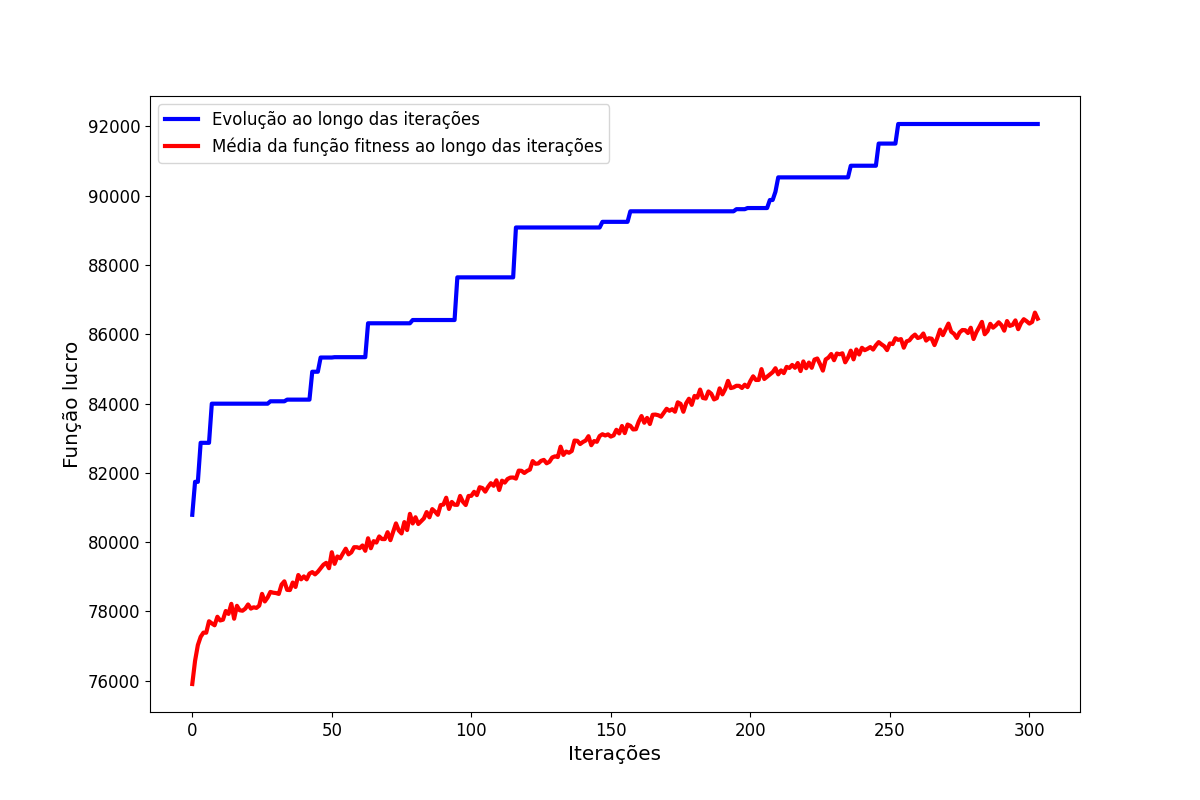 Evolução ao longo das iterações
Média da função fitness ao longo das iterações
92000
90000
88000
86000
84000
82000
80000
78000
76000
Função lucro
0 50 100 150 200 250 300
Iterações